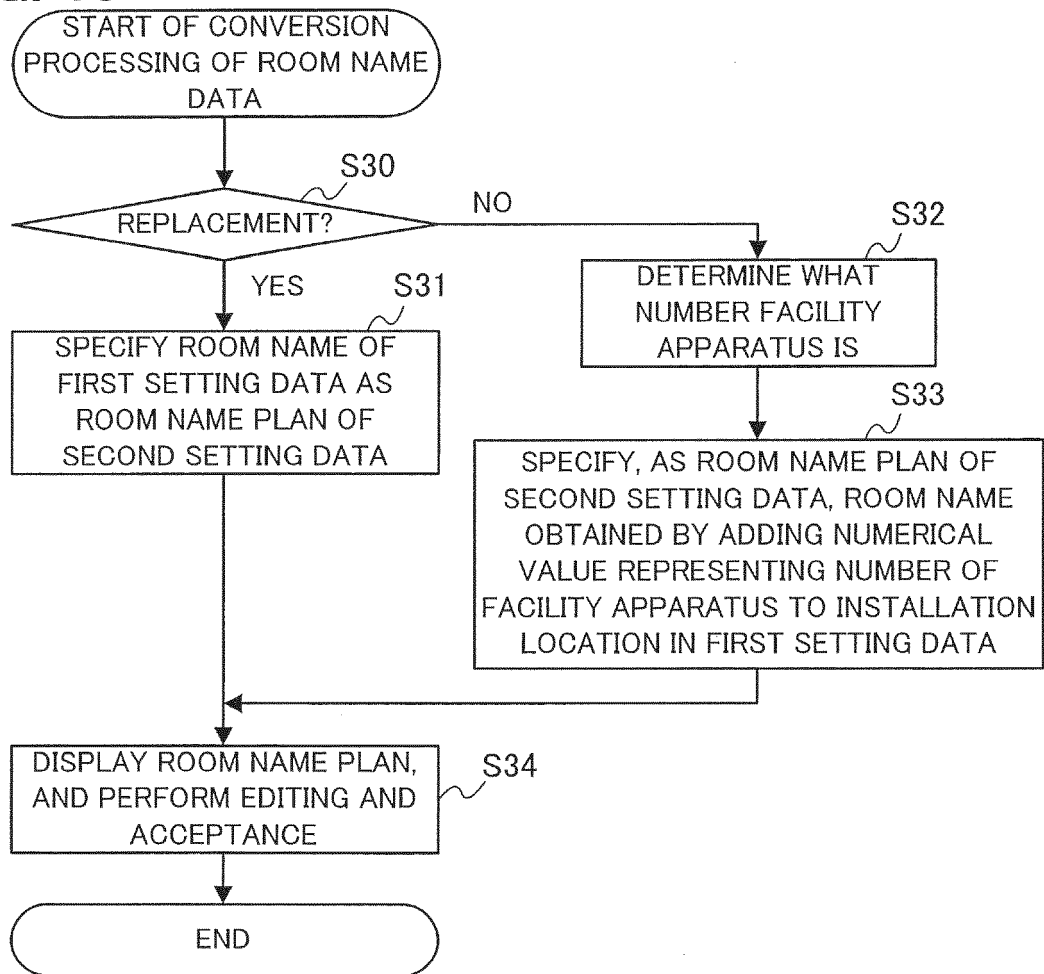 START OF CONVERSION
PROCESSING OF ROOM NAME
DATA
S30
REPLACEMENT?
NO
YES
S31
SPECIFY ROOM NAME OF
FIRST SETTING DATA AS
ROOM NAME PLAN OF
SECOND SETTING DATA
S32
DETERMINE WHAT
NUMBER FACILITY
APPARATUS IS
S33
SPECIFY, AS ROOM NAME PLAN OF
SECOND SETTING DATA, ROOM NAME
OBTAINED BY ADDING NUMERICAL
VALUE REPRESENTING NUMBER OF
FACILITY APPARATUS TO INSTALLATION
LOCATION IN FIRST SETTING DATA
DISPLAY ROOM NAME PLAN,
AND PERFORM EDITING AND
ACCEPTANCE
S34
END